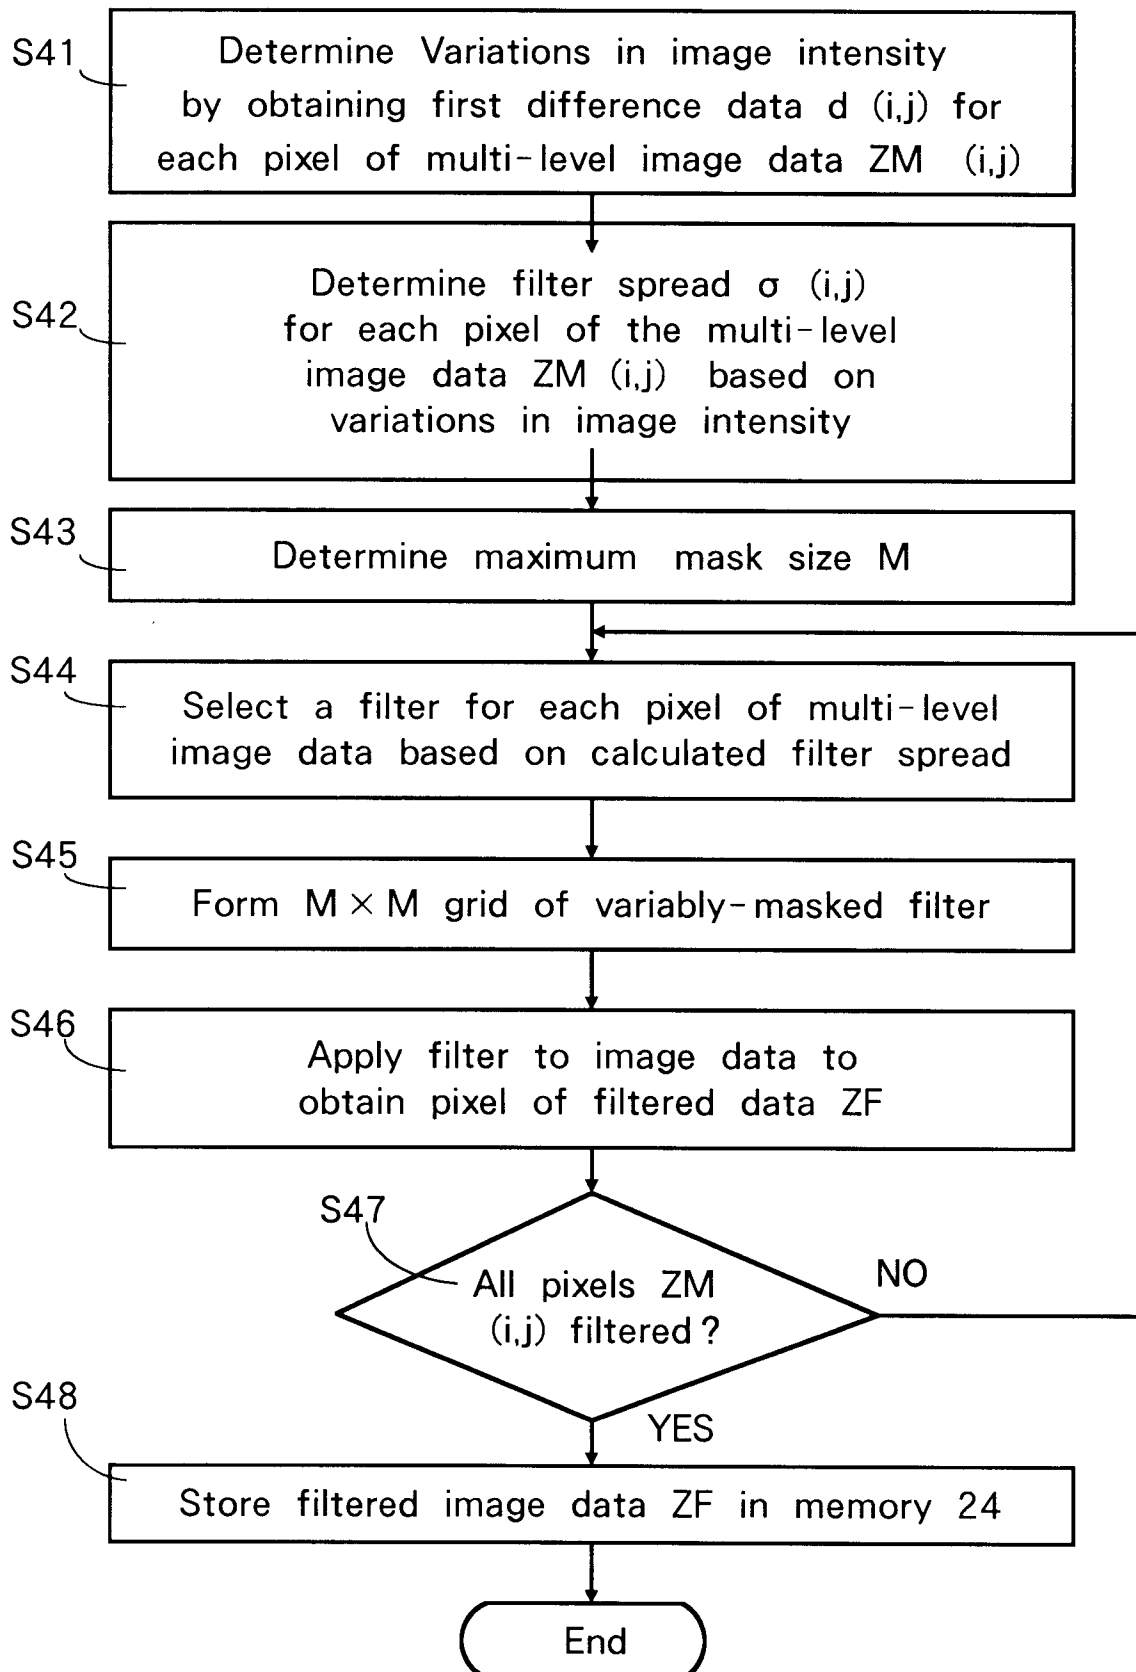 S41
Determine Variations in image intensity
by obtaining first difference data d (i,j) for
each pixel of multi-level image data ZM (i,j)
S42
Determine filter spread σ (i,j)
for each pixel of the multi-level
image data ZM (i,j) based on
variations in image intensity
S43
Determine maximum mask size M
S44
Select a filter for each pixel of multi-level
image data based on calculated filter spread
S45
Form M × M grid of variably-masked filter
S46
Apply filter to image data to
obtain pixel of filtered data ZF
S47
All pixels ZM
(i,j) filtered?
NO
YES
S48
Store filtered image data ZF in memory 24
End